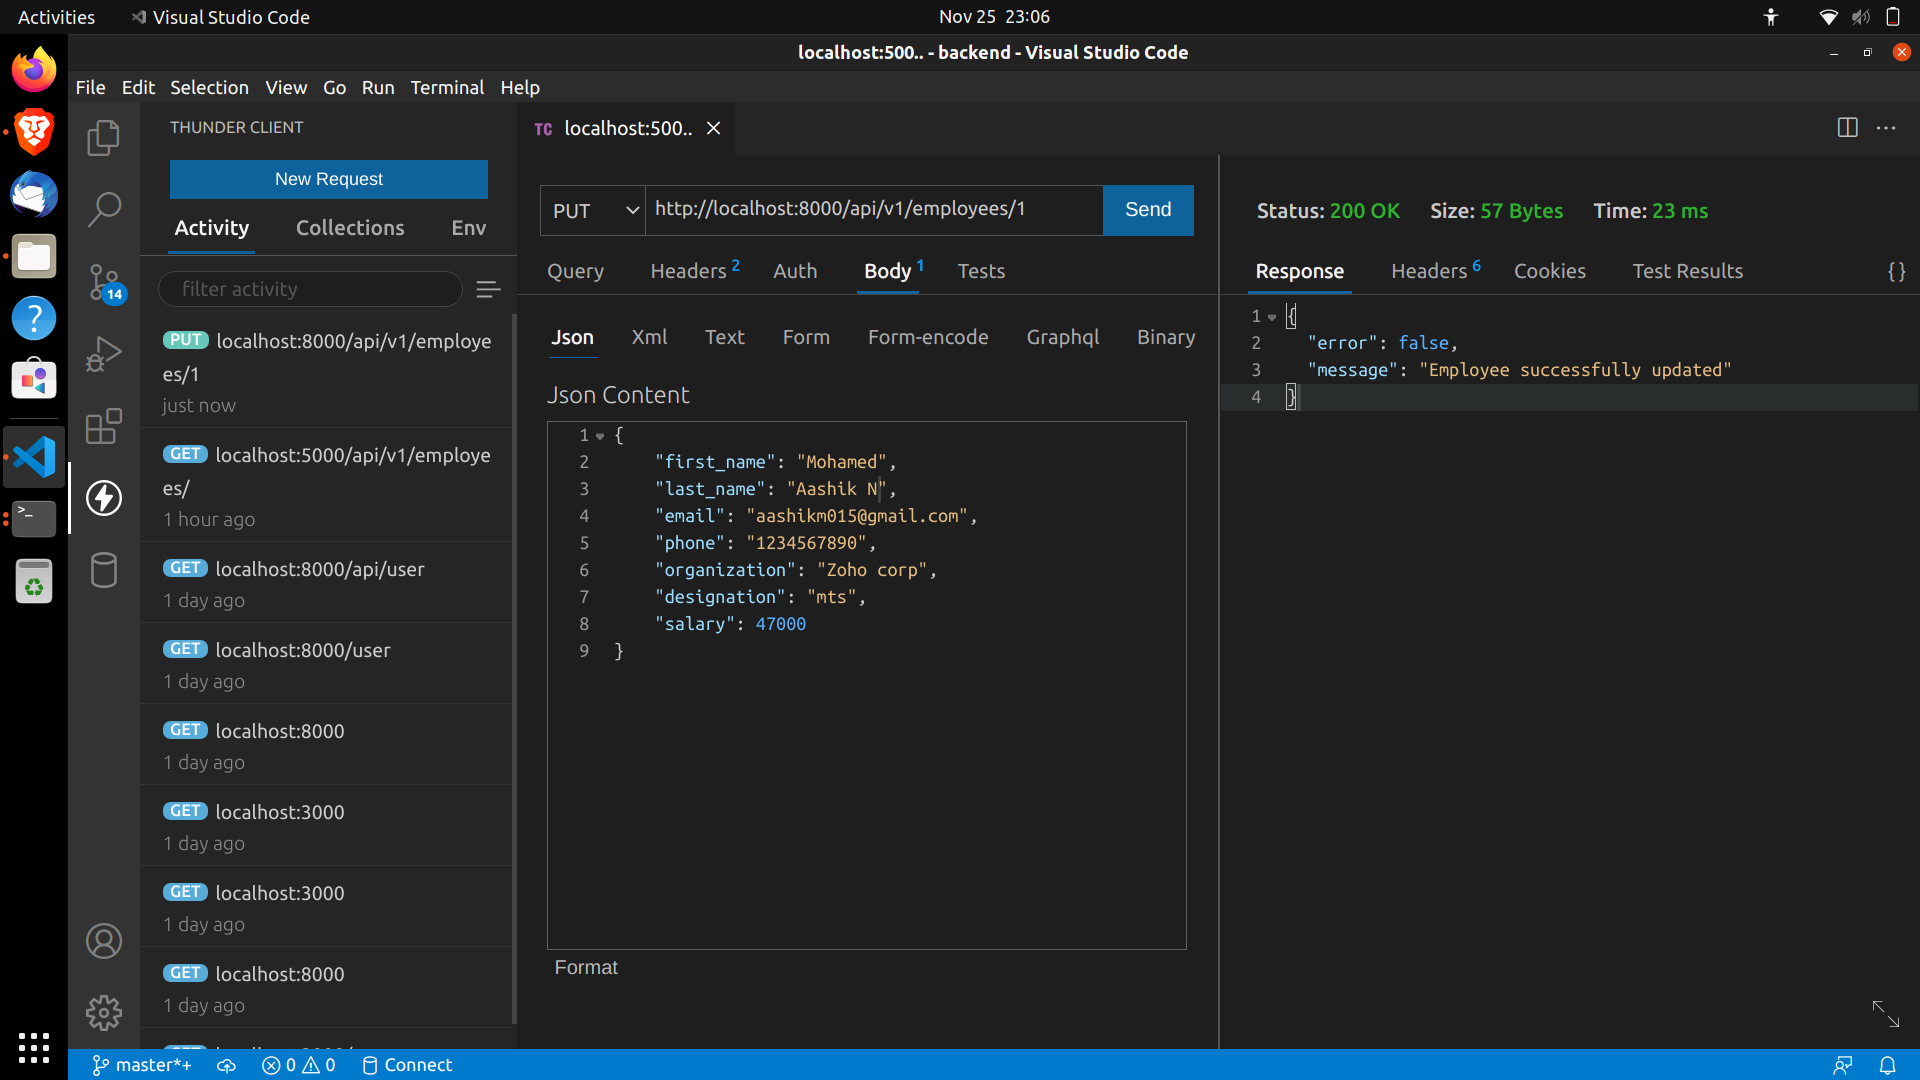 Activities
Visual Studio Code
Nov 25 23:06
localhost:500.. - backend - Visual Studio Code
File Edit Selection View Go Run Terminal Help
THUNDER CLIENT
New Request
Activity Collections Env
filter activity
PUT localhost:8000/api/v1/employe
es/1
just now
GET localhost:5000/api/v1/employe
es/
1 hour ago
GET localhost:8000/api/user
1 day ago
GET localhost:8000/user
1 day ago
GET localhost:8000
1 day ago
GET localhost:3000
1 day ago
GET localhost:3000
1 day ago
GET localhost:8000
1 day ago
14
TC localhost:500..
PUT http://localhost:8000/api/v1/employees/1 Send
Query Headers 2 Auth Body 1 Tests
Json Xml Text Form Form-encode Graphql Binary
Json Content
1 {
2 "first_name": "Mohamed",
3 "last_name": "Aashik N",
4 "email": "aashikm015@gmail.com",
5 "phone": "1234567890",
6 "organization": "Zoho corp",
7 "designation": "mts",
8 "salary": 47000
9 }
Format
Status: 200 OK Size: 57 Bytes Time: 23 ms
Response Headers 6 Cookies Test Results {}
1 {
2 "error": false,
3 "message": "Employee successfully updated"
4 }
master*+ 0 0 Connect